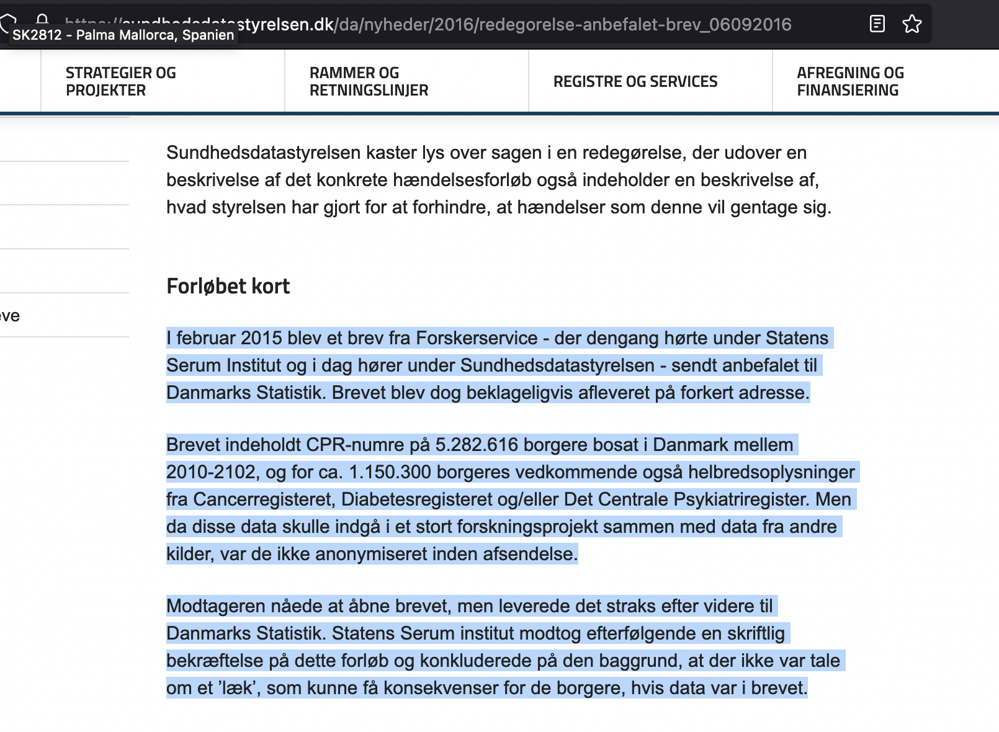 https://sundhedsdatastyrelsen.dk/da/nyheder/2016/redegorelse-anbefalet-brev_06092016
SK2812 - Palma Mallorca, Spanien
STRATEGIER OG
PROJEKTER
RAMMER OG
RETNINGSLINJER
REGISTRE OG SERVICES
AFREGNING OG
FINANSIERING
Sundhedsdatastyrelsen kaster lys over sagen i en redegørelse, der udover en
beskrivelse af det konkrete hændelsesforløb også indeholder en beskrivelse af,
hvad styrelsen har gjort for at forhindre, at hændelser som denne vil gentage sig.
Forløbet kort
eve
I februar 2015 blev et brev fra Forskerservice - der dengang hørte under Statens
Serum Institut og i dag hører under Sundhedsdatastyrelsen - sendt anbefalet til
Danmarks Statistik. Brevet blev dog beklageligvis afleveret på forkert adresse.
Brevet indeholdt CPR-numre på 5.282.616 borgere bosat i Danmark mellem
2010-2102, og for ca. 1.150.300 borgeres vedkommende også helbredsoplysninger
fra Cancerregisteret, Diabetesregisteret og/eller Det Centrale Psykiatriregister. Men
da disse data skulle indgå i et stort forskningsprojekt sammen med data fra andre
kilder, var de ikke anonymiseret inden afsendelse.
Modtageren nåede at åbne brevet, men leverede det straks efter videre til
Danmarks Statistik. Statens Serum institut modtog efterfølgende en skriftlig
bekræftelse på dette forløb og konkluderede på den baggrund, at der ikke var tale
om et ’læk’, som kunne få konsekvenser for de borgere, hvis data var i brevet.